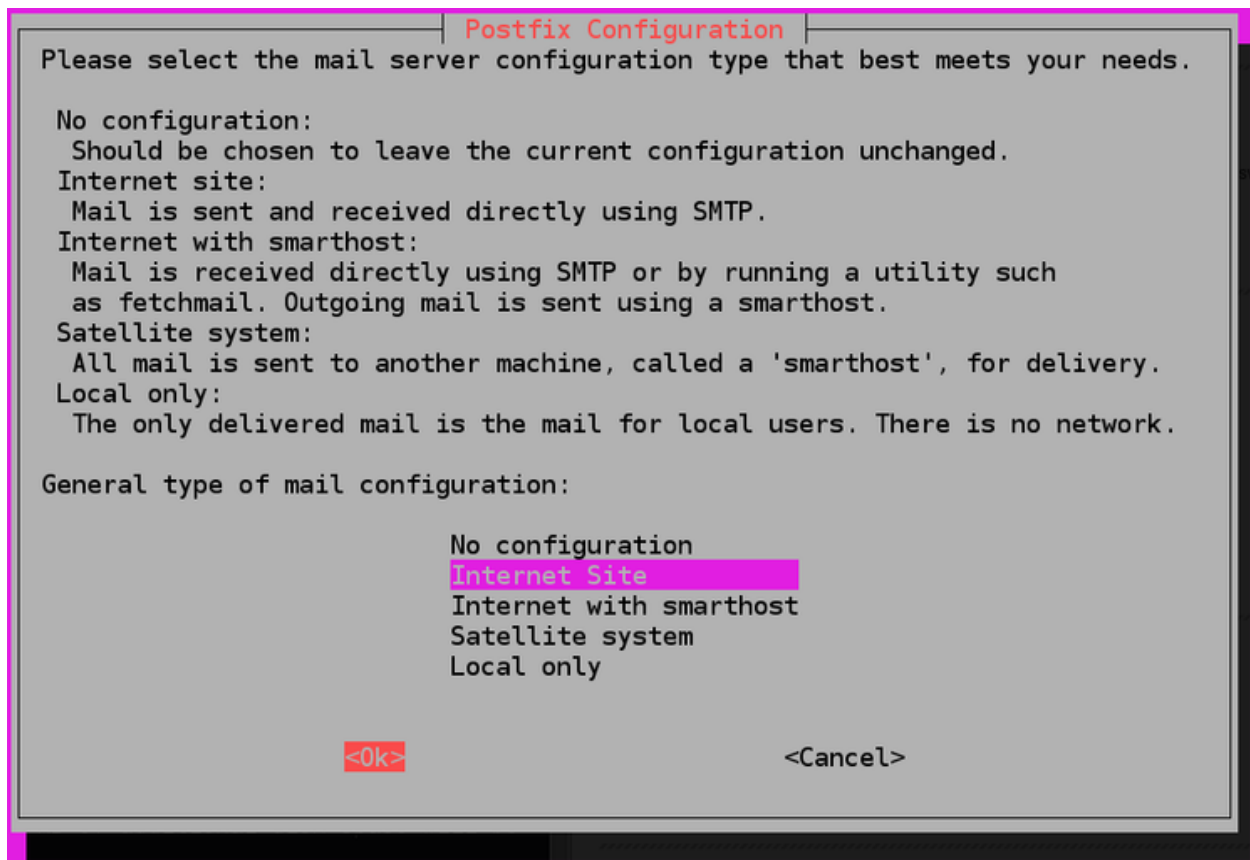 Postfix Configuration
Please select the mail server configuration type that best meets your needs.
No configuration:
Should be chosen to leave the current configuration unchanged.
Internet site:
Mail is sent and received directly using SMTP.
Internet with smarthost:
Mail is received directly using SMTP or by running a utility such
as fetchmail. Outgoing mail is sent using a smarthost.
Satellite system:
All mail is sent to another machine, called a 'smarthost', for delivery.
Local only:
The only delivered mail is the mail for local users. There is no network.
General type of mail configuration:
No configuration
Internet Site
Internet with smarthost
Satellite system
Local only
<Ok> <Cancel>